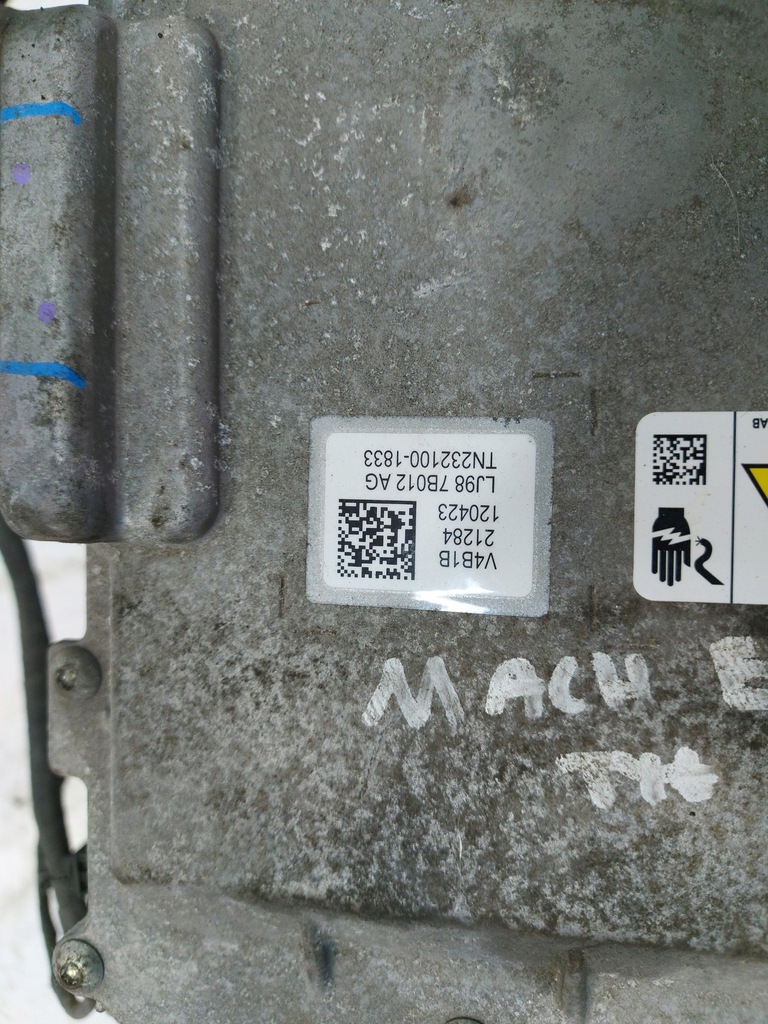 V4B1B
21284
120423
LJ98 7B012 AG
TN232100-1833
AB
MACH E